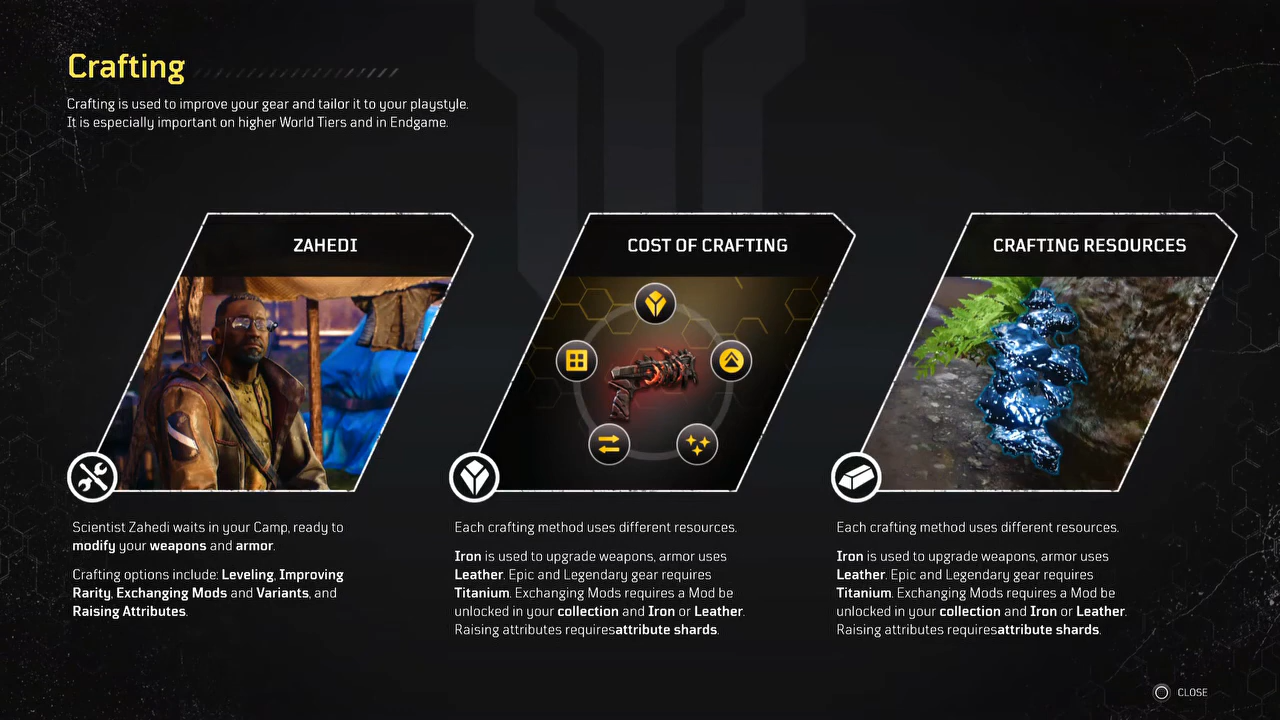 Crafting
Crafting is used to improve your gear and tailor it to your playstyle.
It is especially important on higher World Tiers and in Endgame.
ZAHEDI
Scientist Zahedi waits in your Camp, ready to
modify your weapons and armor.
Crafting options include: Leveling, Improving
Rarity, Exchanging Mods and Variants, and
Raising Attributes.
COST OF CRAFTING
Each crafting method uses different resources.
Iron is used to upgrade weapons, armor uses
Leather. Epic and Legendary gear requires
Titanium. Exchanging Mods requires a Mod be
unlocked in your collection and Iron or Leather.
Raising attributes requiresattribute shards.
CRAFTING RESOURCES
Each crafting method uses different resources.
Iron is used to upgrade weapons, armor uses
Leather. Epic and Legendary gear requires
Titanium. Exchanging Mods requires a Mod be
unlocked in your collection and Iron or Leather.
Raising attributes requiresattribute shards.
CLOSE